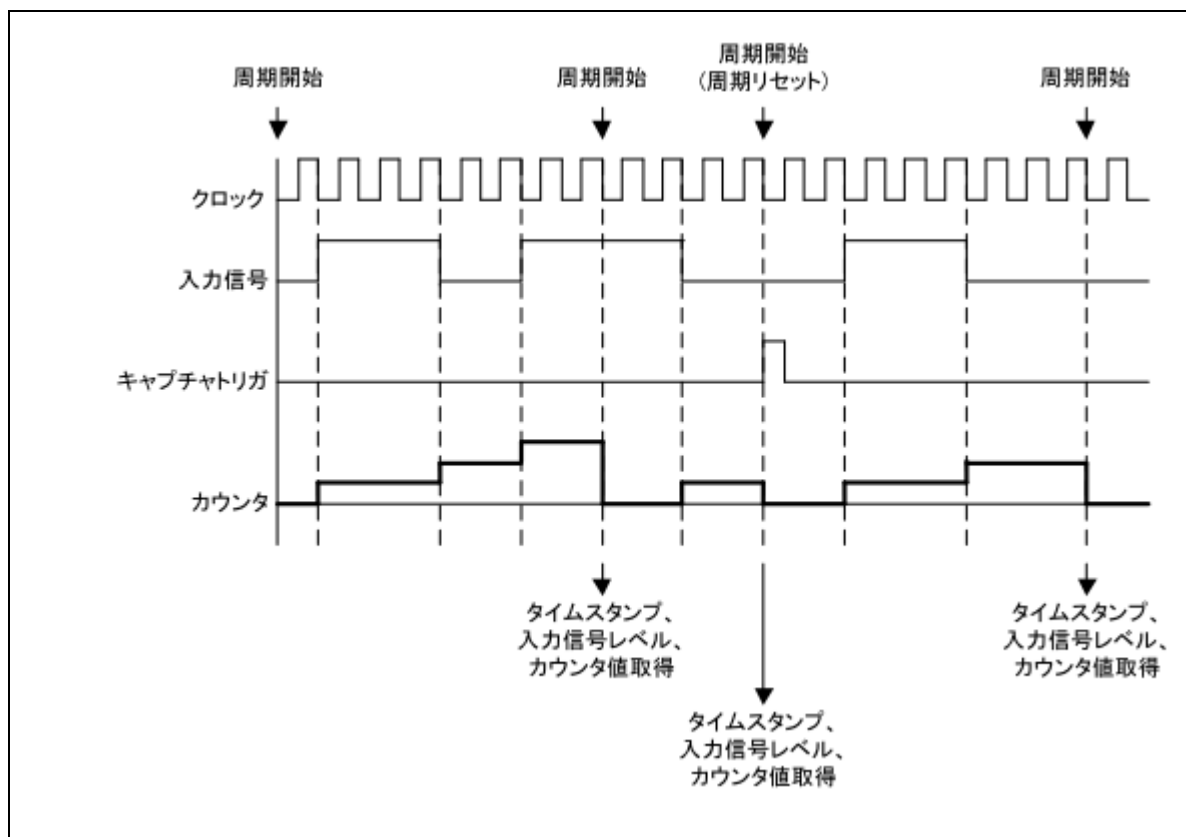 周期開始
周期開始
周期開始
(周期リセット)
周期開始
クロック
入力信号
キャプチャトリガ
カウンタ
タイムスタンプ、
入力信号レベル、
カウンタ値取得
タイムスタンプ、
入力信号レベル、
カウンタ値取得
タイムスタンプ、
入力信号レベル、
カウンタ値取得